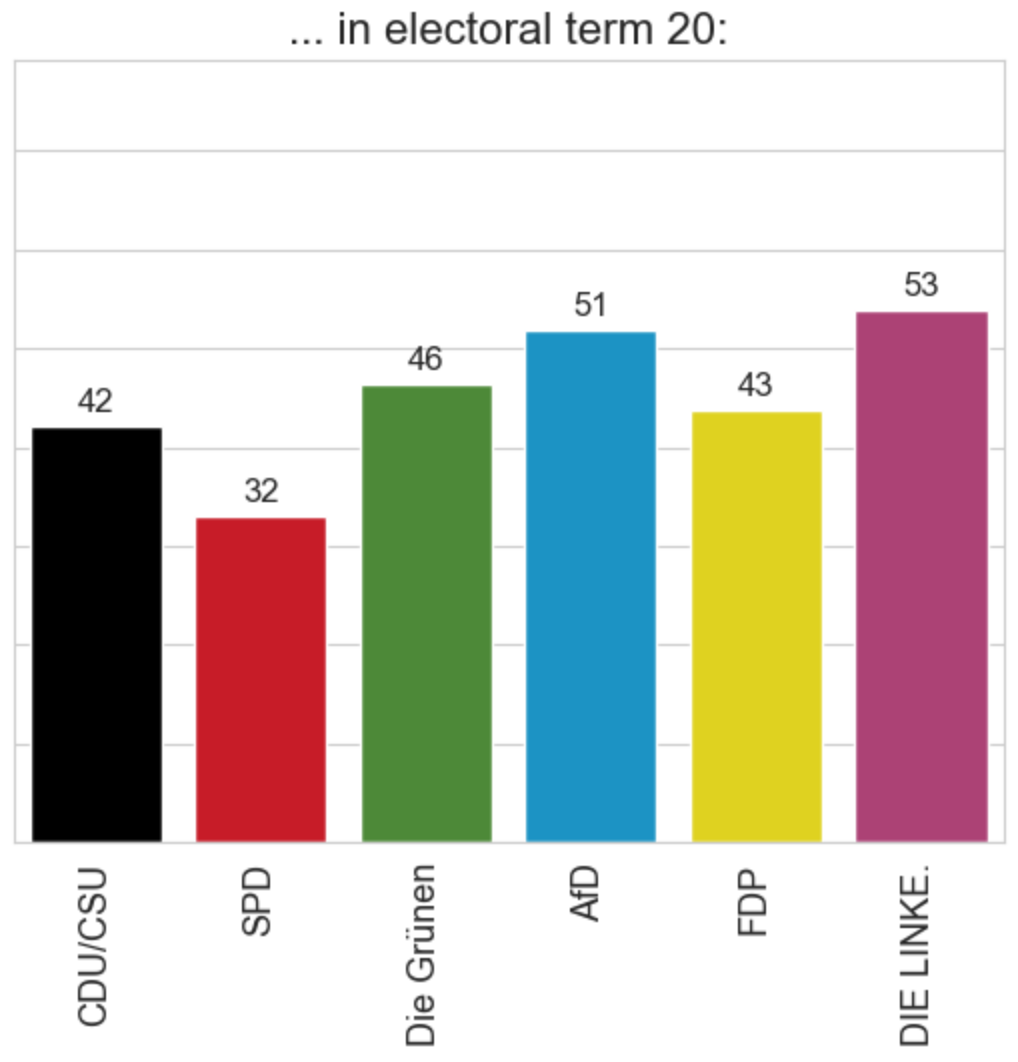 ... in electoral term 20:
42
32
46
51
43
53
CDU/CSU
SPD
Die Grünen
AfD
FDP
DIE LINKE.